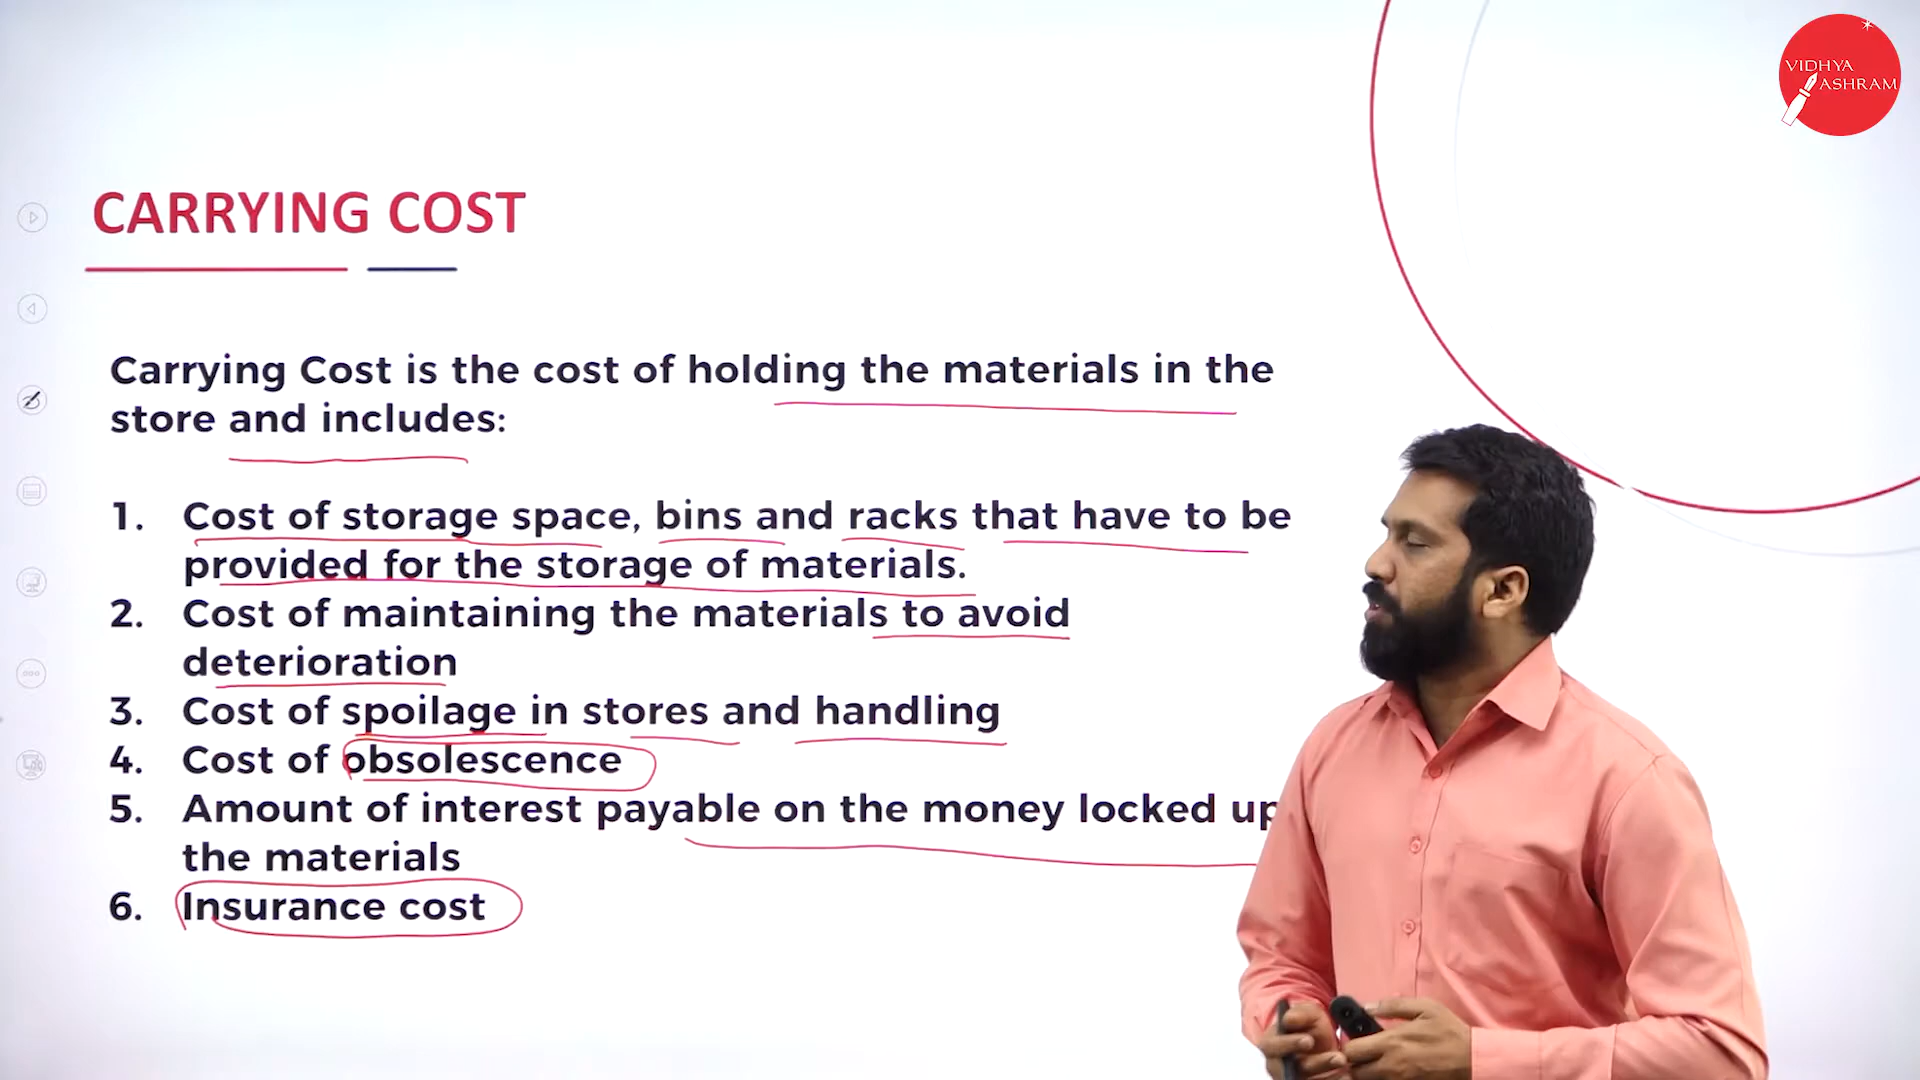 VIDHYA
ASHRAM
CARRYING COST
Carrying Cost is the cost of holding the materials in the
store and includes:
1. Cost of storage space, bins and racks that have to be
provided for the storage of materials.
2. Cost of maintaining the materials to avoid
deterioration
3. Cost of spoilage in stores and handling
4. Cost of obsolescence
5. Amount of interest payable on the money locked up
the materials
6. Insurance cost